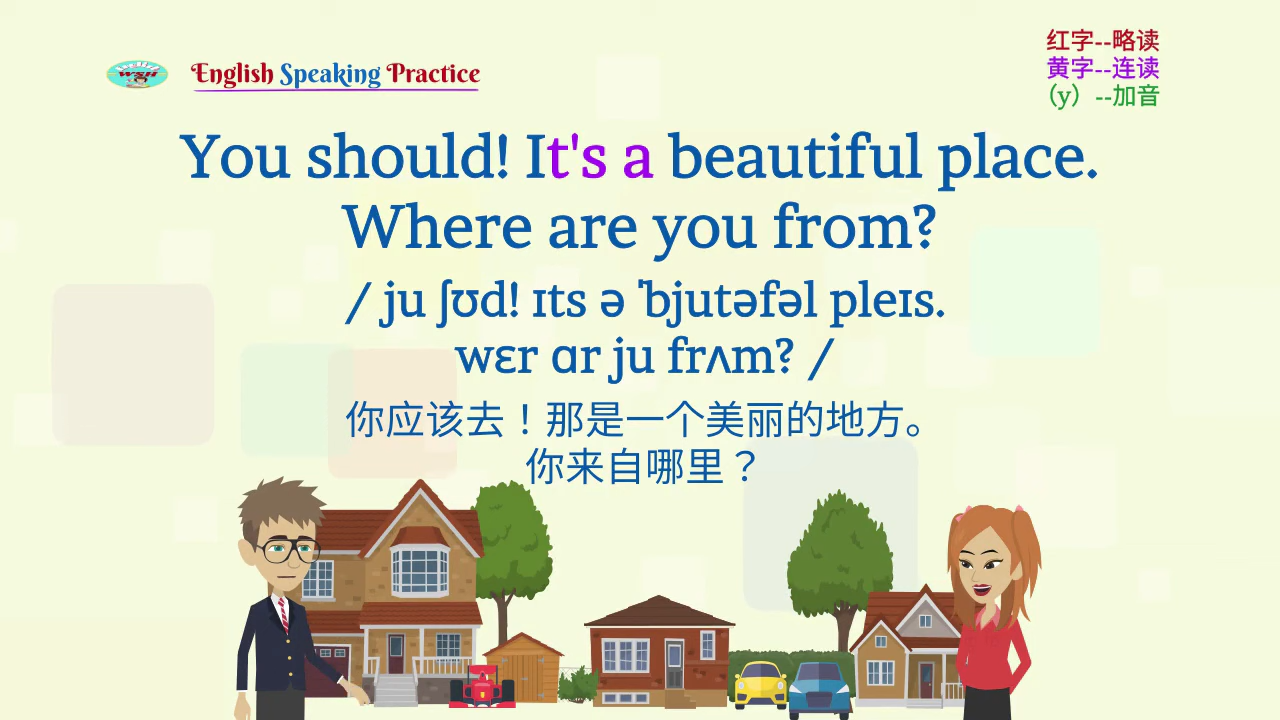 English Speaking Practice
红字--略读
黄字--连读
（y）--加音
You should! It's a beautiful place.
Where are you from?
/ ju ʃʊd! ɪts ə ˈbjutəfəl pleɪs.
wɛr ɑr ju frʌm? /
你应该去！那是一个美丽的地方。
你来自哪里？